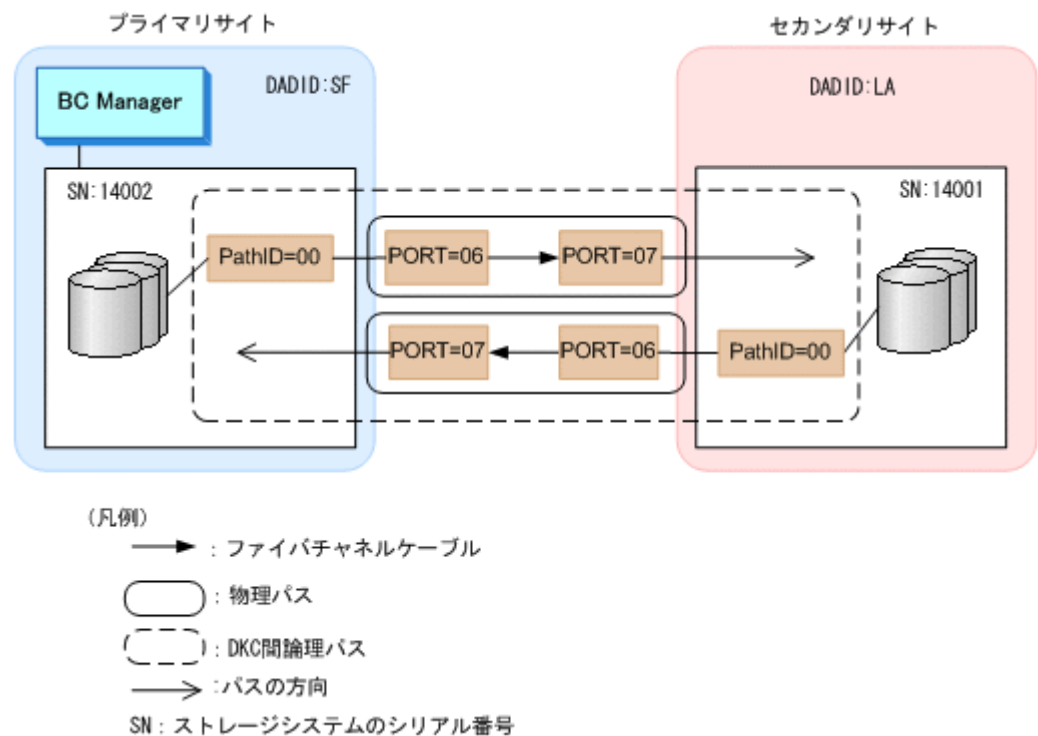 プライマリサイト
セカンダリサイト
BC Manager
DADID:SF
DADID:LA
SN:14002
SN:14001
PathID=00
PORT=06
PORT=07
PORT=07
PORT=06
PathID=00
(凡例)
：ファイバチャネルケーブル
：物理パス
：DKC間論理パス
：パスの方向
SN：ストレージシステムのシリアル番号